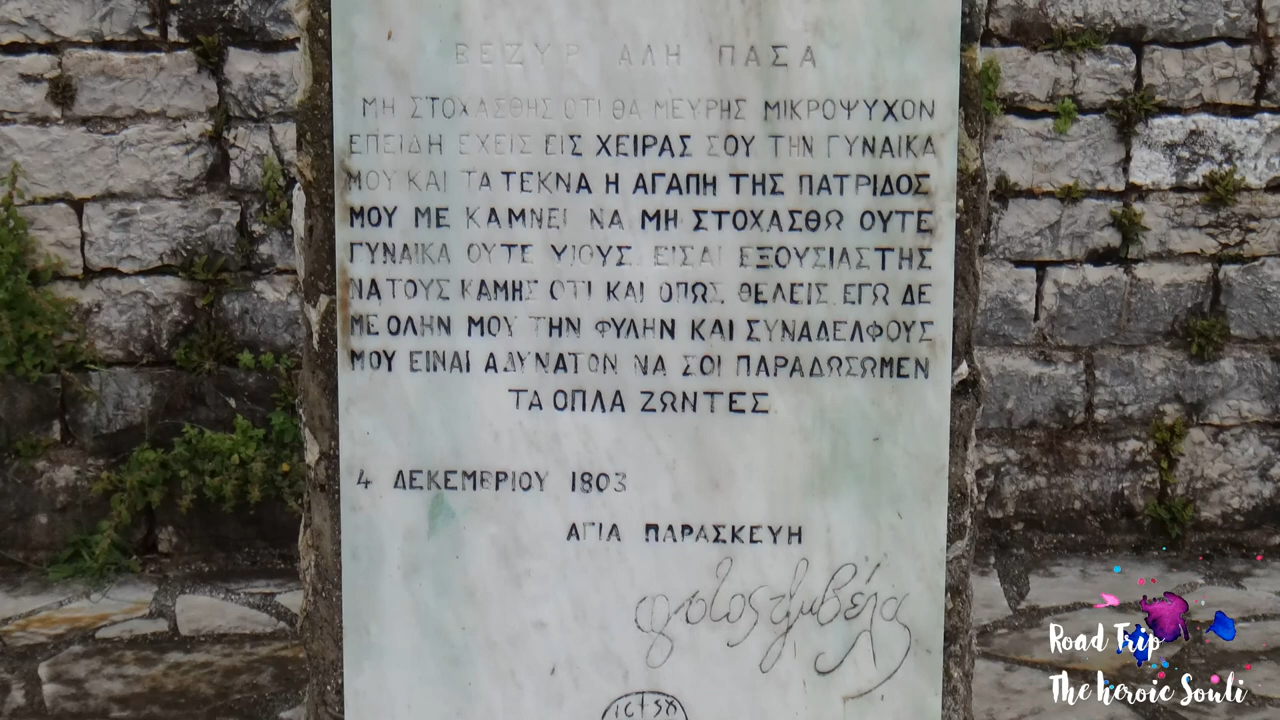 ΒΕΖΥΡ ΑΛΗ ΠΑΣΑ
ΜΗ ΣΤΟΧΑΣΘΗΣ ΟΤΙ ΘΑ ΜΕΥΡΗΣ ΜΙΚΡΟΨΥΧΟΝ
ΕΠΕΙΔΗ ΕΧΕΙΣ ΕΙΣ ΧΕΙΡΑΣ ΣΟΥ ΤΗΝ ΓΥΝΑΙΚΑ
ΜΟΥ ΚΑΙ ΤΑ ΤΕΚΝΑ Η ΑΓΑΠΗ ΤΗΣ ΠΑΤΡΙΔΟΣ
ΜΟΥ ΜΕ ΚΑΜΝΕΙ ΝΑ ΜΗ ΣΤΟΧΑΣΘΩ ΟΥΤΕ
ΓΥΝΑΙΚΑ ΟΥΤΕ ΥΙΟΥΣ. ΕΙΣΑΙ ΕΞΟΥΣΙΑΣΤΗΣ
ΝΑ ΤΟΥΣ ΚΑΜΗΣ ΟΤΙ ΚΑΙ ΟΠΩΣ ΘΕΛΕΙΣ. ΕΓΩ ΔΕ
ΜΕ ΟΛΗΝ ΜΟΥ ΤΗΝ ΦΥΛΗΝ ΚΑΙ ΣΥΝΑΔΕΛΦΟΥΣ
ΜΟΥ ΕΙΝΑΙ ΑΔΥΝΑΤΟΝ ΝΑ ΣΟΙ ΠΑΡΑΔΩΣΩΜΕΝ
ΤΑ ΟΠΛΑ ΖΩΝΤΕΣ.
4 ΔΕΚΕΜΒΡΙΟΥ 1803
ΑΓΙΑ ΠΑΡΑΣΚΕΥΗ
φοτος τζαβέλας
Road Trip
The heroic Souli